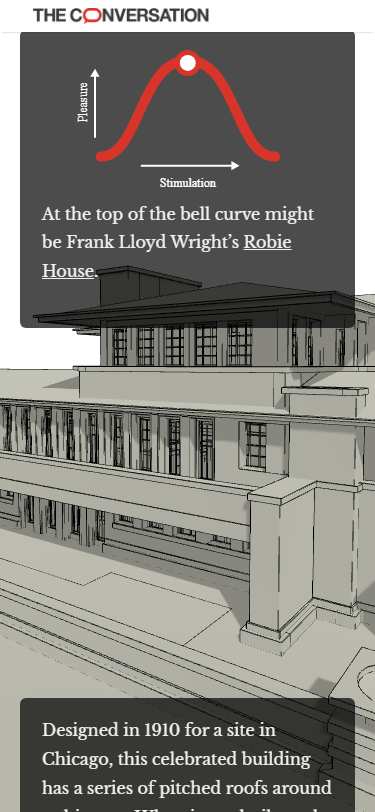 THE CONVERSATION
Pleasure
Stimulation
At the top of the bell curve might
be Frank Lloyd Wright’s Robie
House.
Designed in 1910 for a site in
Chicago, this celebrated building
has a series of pitched roofs around